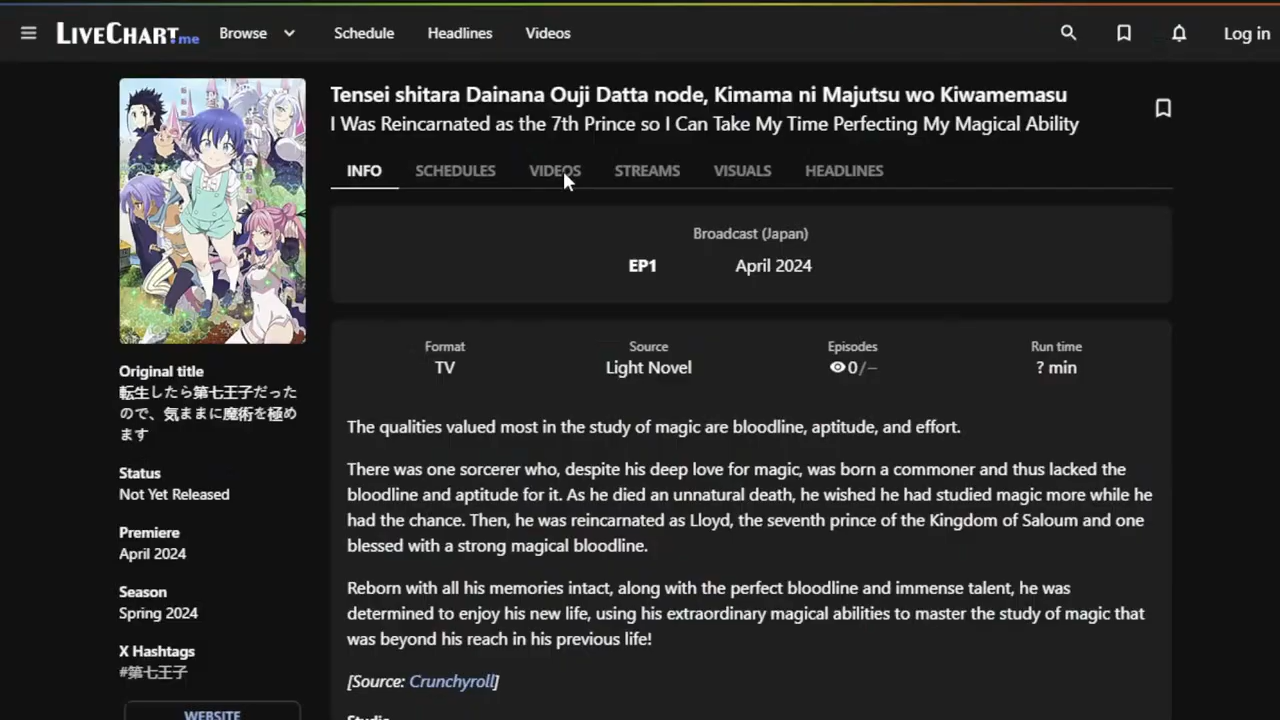 LIVECHART.me
Browse
Schedule
Headlines
Videos
Log in
Tensei shitara Dainana Ouji Datta node, Kimama ni Majutsu wo Kiwamemasu
I Was Reincarnated as the 7th Prince so I Can Take My Time Perfecting My Magical Ability
INFO
SCHEDULES
VIDEOS
STREAMS
VISUALS
HEADLINES
Broadcast (Japan)
EP1
April 2024
Format
TV
Source
Light Novel
Episodes
0/–
Run time
? min
The qualities valued most in the study of magic are bloodline, aptitude, and effort.
There was one sorcerer who, despite his deep love for magic, was born a commoner and thus lacked the
bloodline and aptitude for it. As he died an unnatural death, he wished he had studied magic more while he
had the chance. Then, he was reincarnated as Lloyd, the seventh prince of the Kingdom of Saloum and one
blessed with a strong magical bloodline.
Reborn with all his memories intact, along with the perfect bloodline and immense talent, he was
determined to enjoy his new life, using his extraordinary magical abilities to master the study of magic that
was beyond his reach in his previous life!
[Source: Crunchyroll]
Studio
Original title
転生したら第七王子だった
ので、気ままに魔術を極め
ます
Status
Not Yet Released
Premiere
April 2024
Season
Spring 2024
X Hashtags
#第七王子
WEBSITE